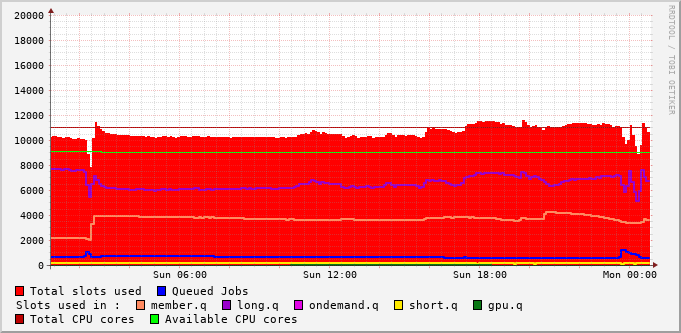 RRDTOOL / TOBI OETIKER
20000
18000
16000
14000
12000
10000
8000
6000
4000
2000
0
Sun 06:00 Sun 12:00 Sun 18:00 Mon 00:00
Total slots used Queued Jobs
Slots used in : member.q long.q ondemand.q short.q gpu.q
Total CPU cores Available CPU cores